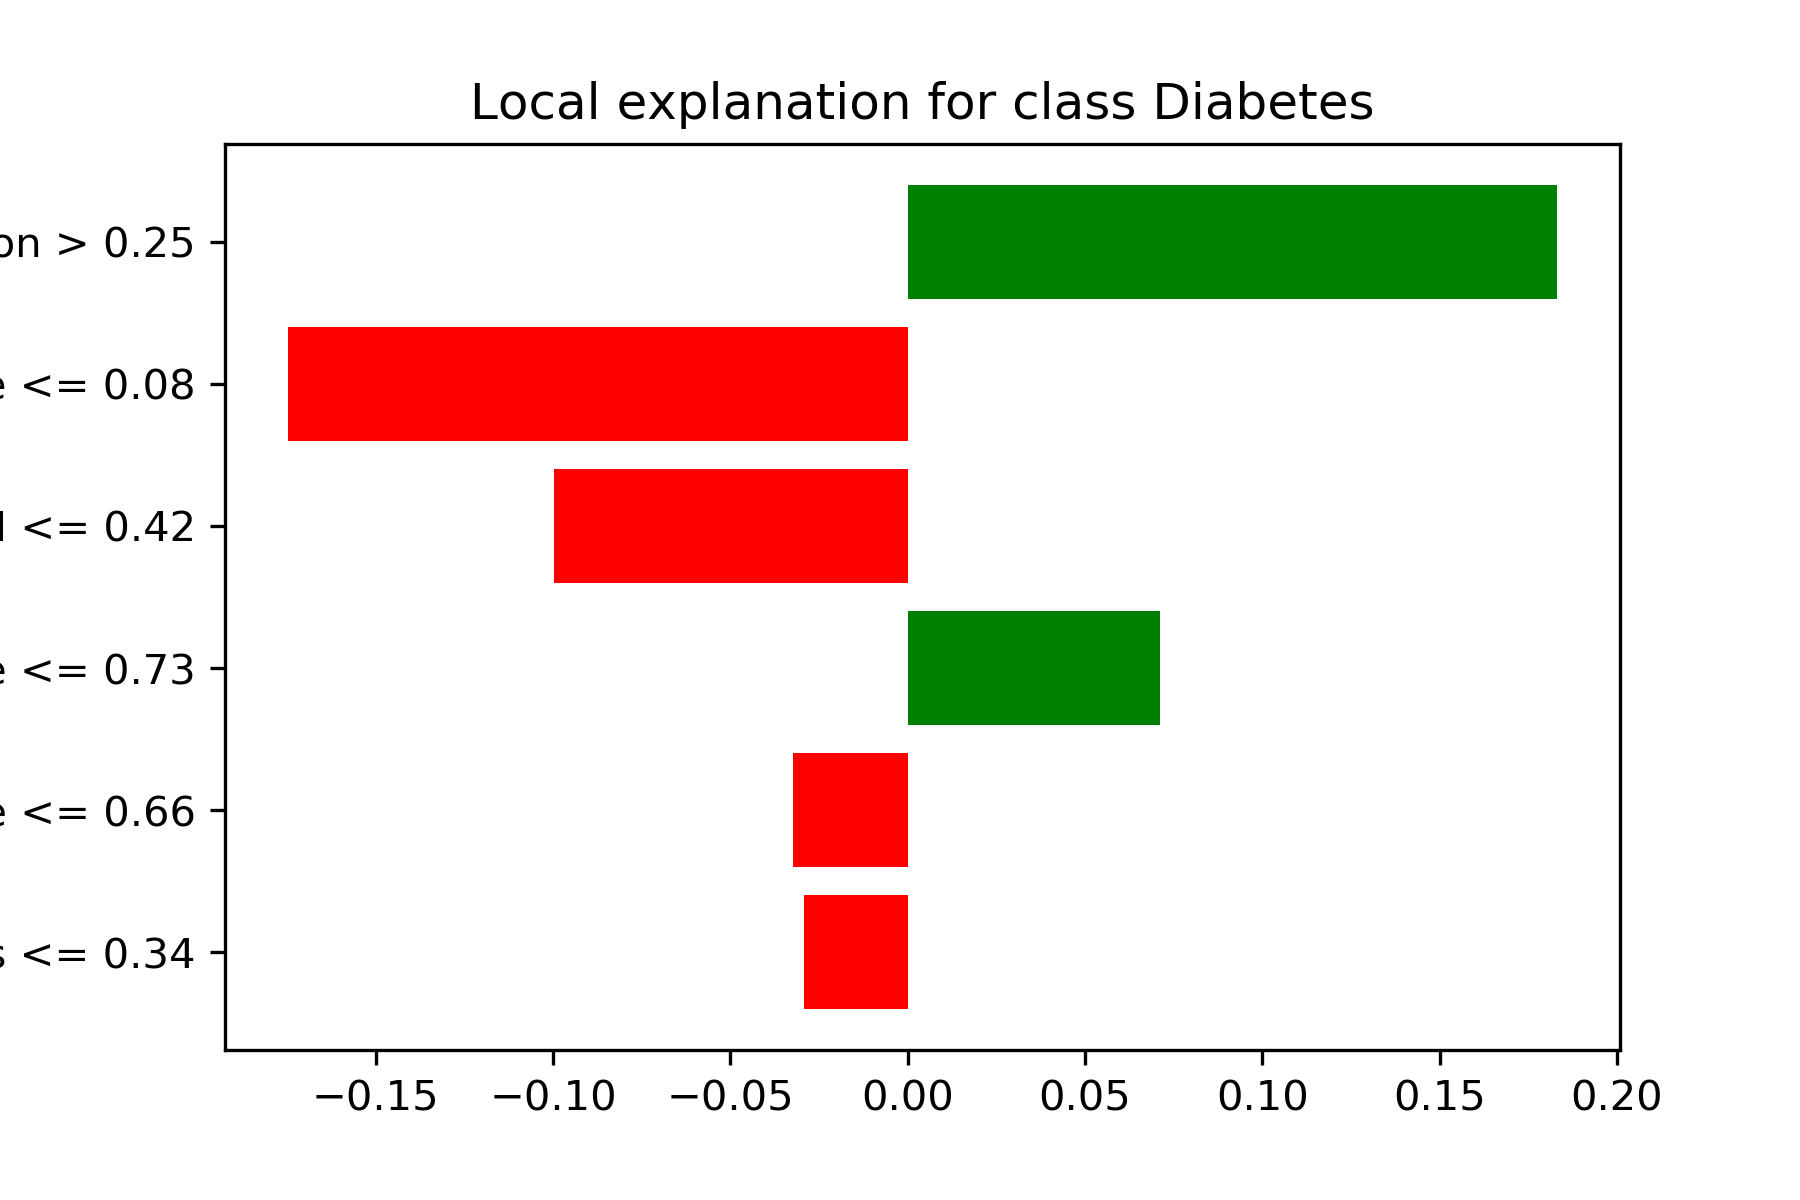 Local explanation for class Diabetes
on > 0.25
e <= 0.08
<= 0.42
e <= 0.73
e <= 0.66
s <= 0.34
−0.15 −0.10 −0.05 0.00 0.05 0.10 0.15 0.20